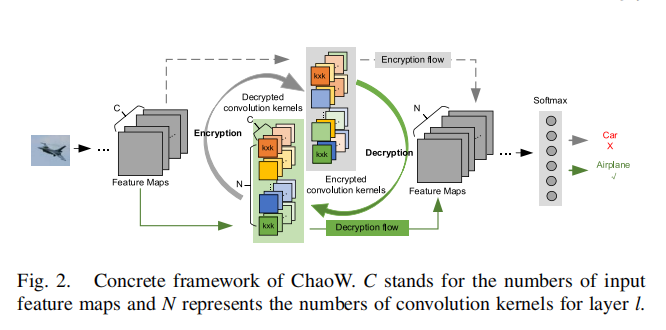 Encryption flow
C
N
Softmax
kxk
Decrypted
convolution kernels
C
Encryption
Car
X
kxk
kxk
Decryption
Airplane
√
...
...
Feature Maps
N
Encrypted
convolution kernels
Feature Maps
kxk
Decryption flow
Fig. 2. Concrete framework of ChaoW. C stands for the numbers of input
feature maps and N represents the numbers of convolution kernels for layer l.